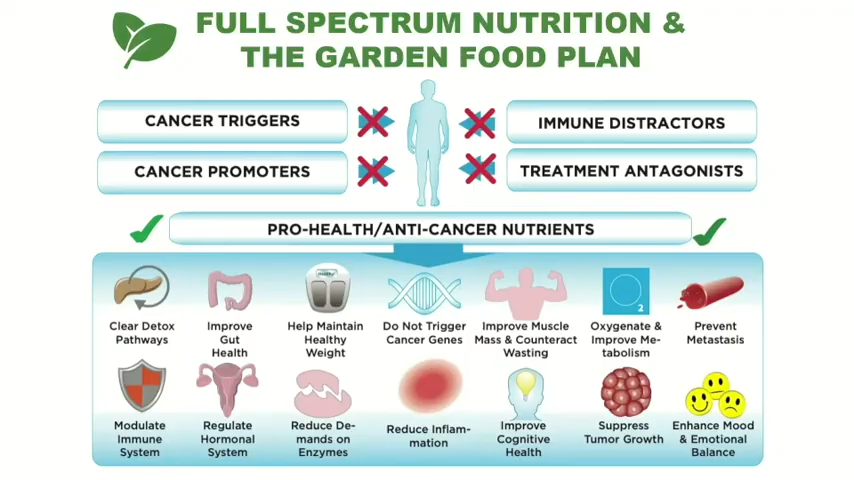 FULL SPECTRUM NUTRITION &
THE GARDEN FOOD PLAN
CANCER TRIGGERS
IMMUNE DISTRACTORS
CANCER PROMOTERS
TREATMENT ANTAGONISTS
PRO-HEALTH/ANTI-CANCER NUTRIENTS
2
Clear Detox
Pathways
Improve
Gut
Health
Help Maintain
Healthy
Weight
Do Not Trigger
Cancer Genes
Improve Muscle
Mass & Counteract
Wasting
Oxygenate &
Improve Me-
tabolism
Prevent
Metastasis
Modulate
Immune
System
Regulate
Hormonal
System
Reduce De-
mands on
Enzymes
Reduce Inflam-
mation
Improve
Cognitive
Health
Suppress
Tumor Growth
Enhance Mood
& Emotional
Balance